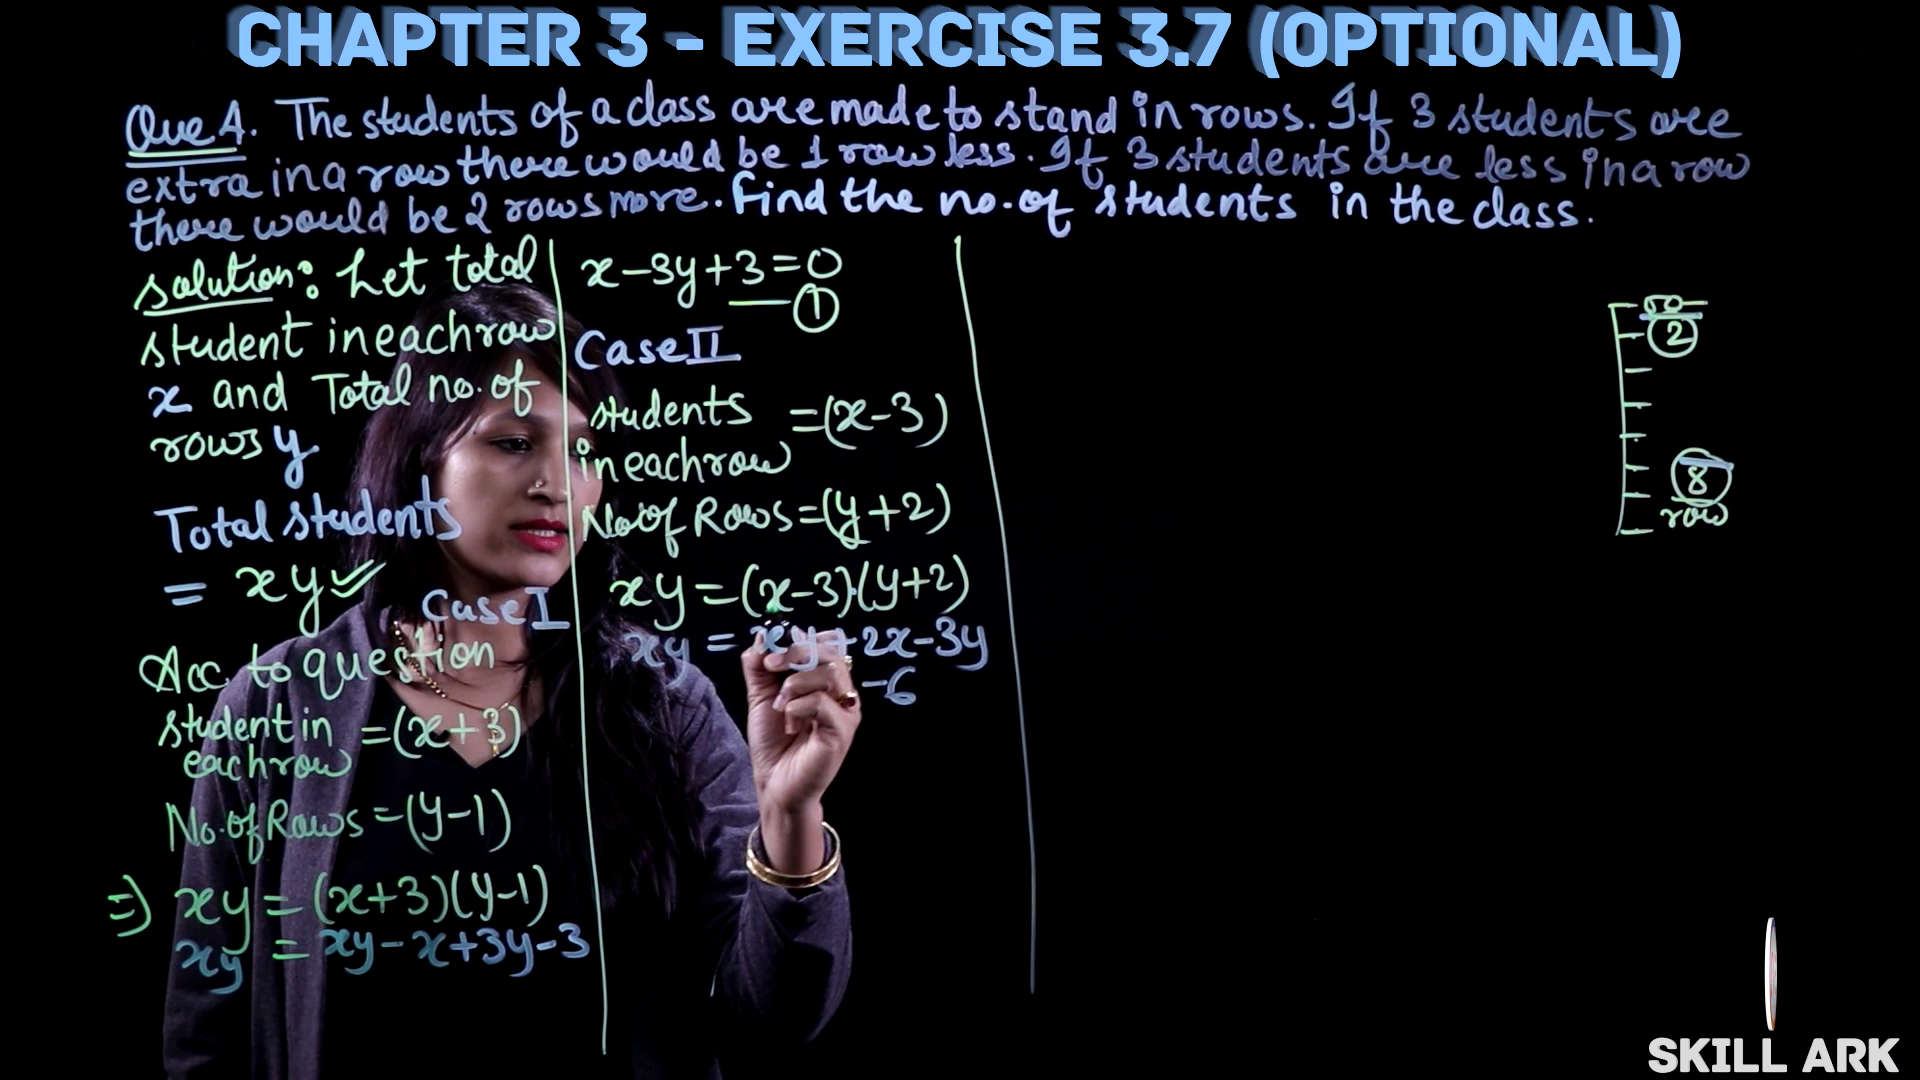 CHAPTER 3 - EXERCISE 3.7 (OPTIONAL)
Que 4. The students of a class are made to stand in rows. If 3 students are
extra in a row there would be 1 row less. If 3 students are less in a row
there would be 2 rows more. Find the no. of students in the class.
Solution: Let total
student in each row
x and Total no. of
rows y
Total students
= xy ✓
Case I
Acc to question
student in
each row = (x+3)
No. of Rows = (y-1)
=> xy = (x+3)(y-1)
xy = xy-x+3y-3
x-3y+3=0
①
Case II
students
in each row = (x-3)
No of Rows = (y+2)
xy = (x-3).(y+2)
xy = xy+2x-3y
-6
50
2
8
row
SKILL ARK